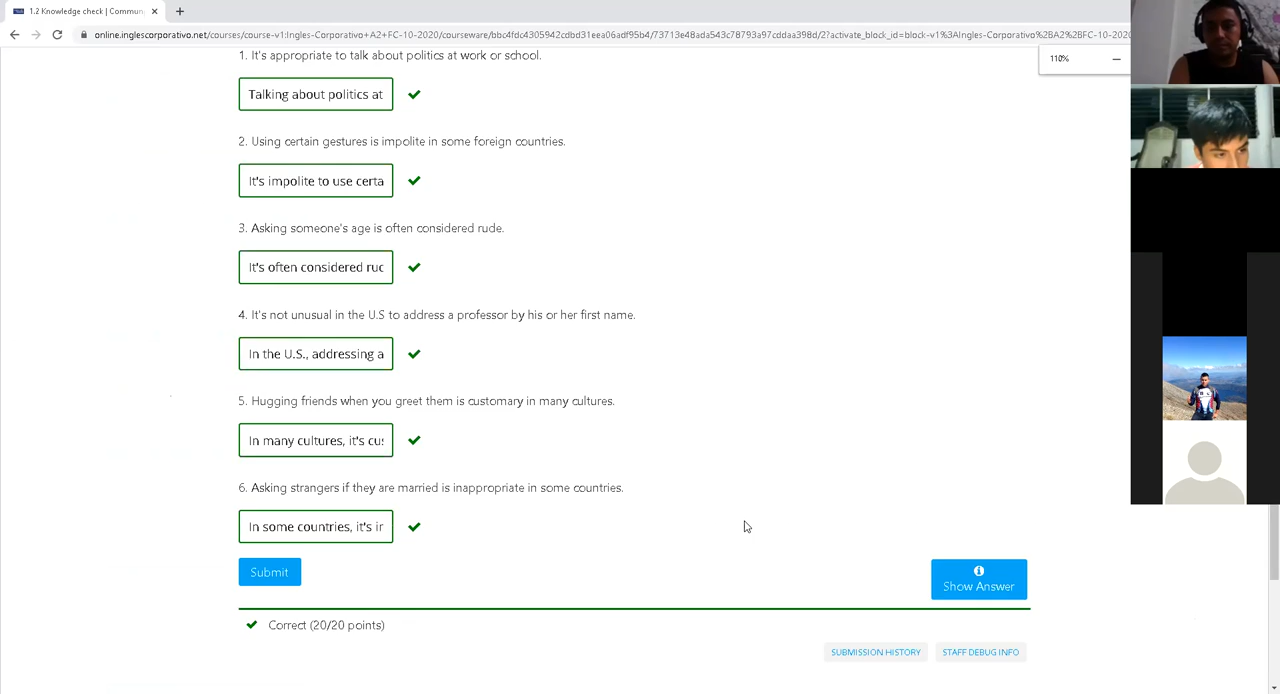 1.2 Knowledge check | Commun
online.inglescorporativo.net/courses/course-v1:Ingles-Corporativo+A2+FC-10-2020/courseware/bbc4fdc4305942cdbd31eea06adf95b4/73713e48ada543c78793a97cddaa398d/2?activate_block_id=block-v1%3AIngles-Corporativo%2BA2%2BFC-10-2020
110%
1. It's appropriate to talk about politics at work or school.
Talking about politics at
2. Using certain gestures is impolite in some foreign countries.
It's impolite to use certa
3. Asking someone's age is often considered rude.
It's often considered ruc
4. It's not unusual in the U.S to address a professor by his or her first name.
In the U.S., addressing a
5. Hugging friends when you greet them is customary in many cultures.
In many cultures, it's cus
6. Asking strangers if they are married is inappropriate in some countries.
In some countries, it's ir
Submit
Show Answer
Correct (20/20 points)
SUBMISSION HISTORY
STAFF DEBUG INFO